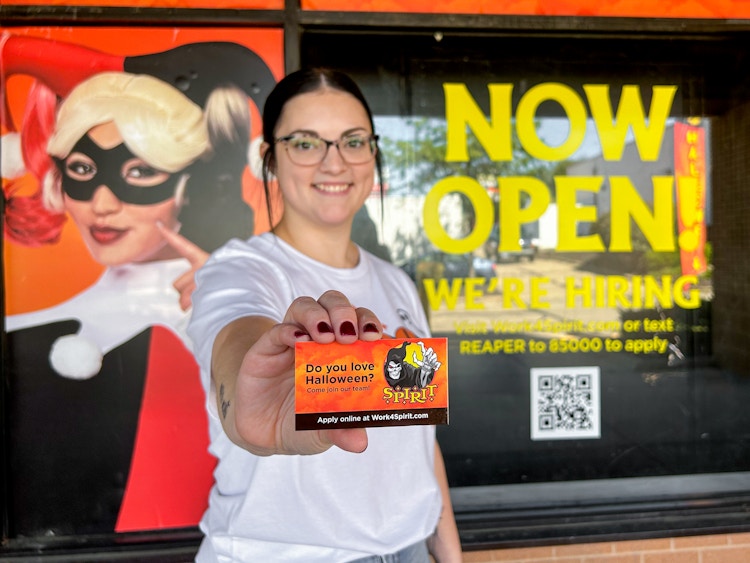 NOW
OPEN!
WE'RE HIRING
Visit Work4Spirit.com or text
REAPER to 85000 to apply
Do you love
Halloween?
Come join our team!
SPIRIT
Apply online at Work4Spirit.com